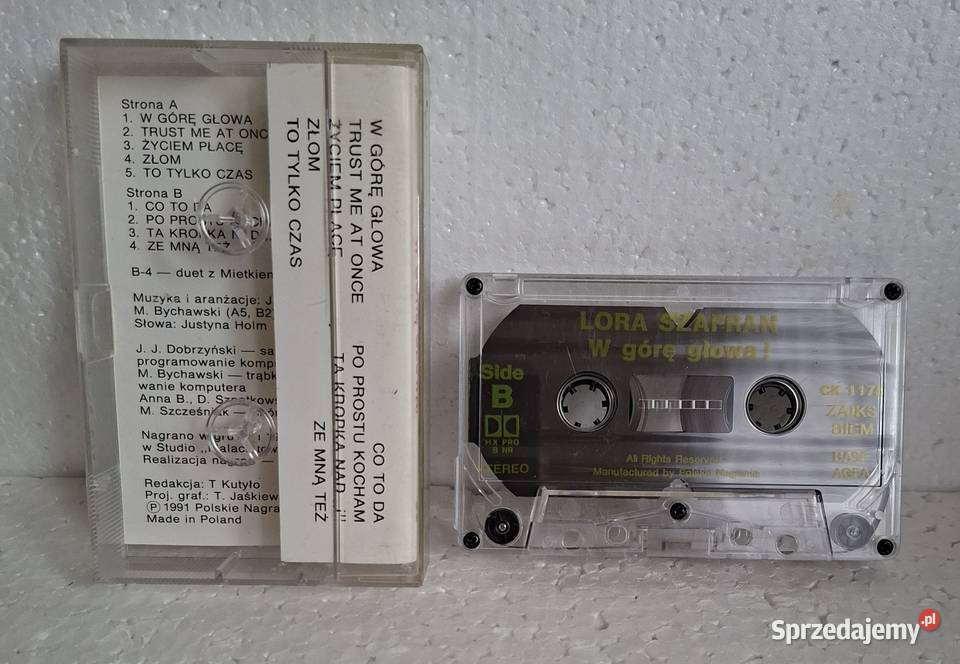 Strona A
1. W GÓRĘ GŁOWA
2. TRUST ME AT ONC
3. ŻYCIEM PŁACĘ
4. ZŁOM
5. TO TYLKO CZAS
Strona B
1. CO TO DA
2. PO PROSTU
3. TA KROPKA
4. ZE MNĄ TEŻ
B-4 — duet z Mietkiem
Muzyka i aranżacje: J
M. Bychawski (A5, B2
Słowa: Justyna Holm
J. J. Dobrzyński — sa
programowanie komp
M. Bychawski — trąbk
wanie komputera
Anna B., D.
M. Szcześniak —
Nagrano w
w Studio
Realizacja
Redakcja: T Kutyło
Proj. graf.: T. Jaśkiew
Ⓟ 1991 Polskie Nagra
Made in Poland
W GÓRĘ GŁOWA
TRUST ME AT ONCE
ŻYCIEM PŁACĘ
ZŁOM
TO TYLKO CZAS
CO TO DA
PO PROSTU KOCHAM
TA KROPKA NAD „i"
ZE MNĄ TEŻ
LORA SZAFRAN
W górę głowa!
Side
B
HX PRO
B NR
STEREO
CK 117
ZAIKS
BIEM
BASF
AGFA
All Rights Reserved
Manufactured by Polskie Nagrania
Sprzedajemy.pl